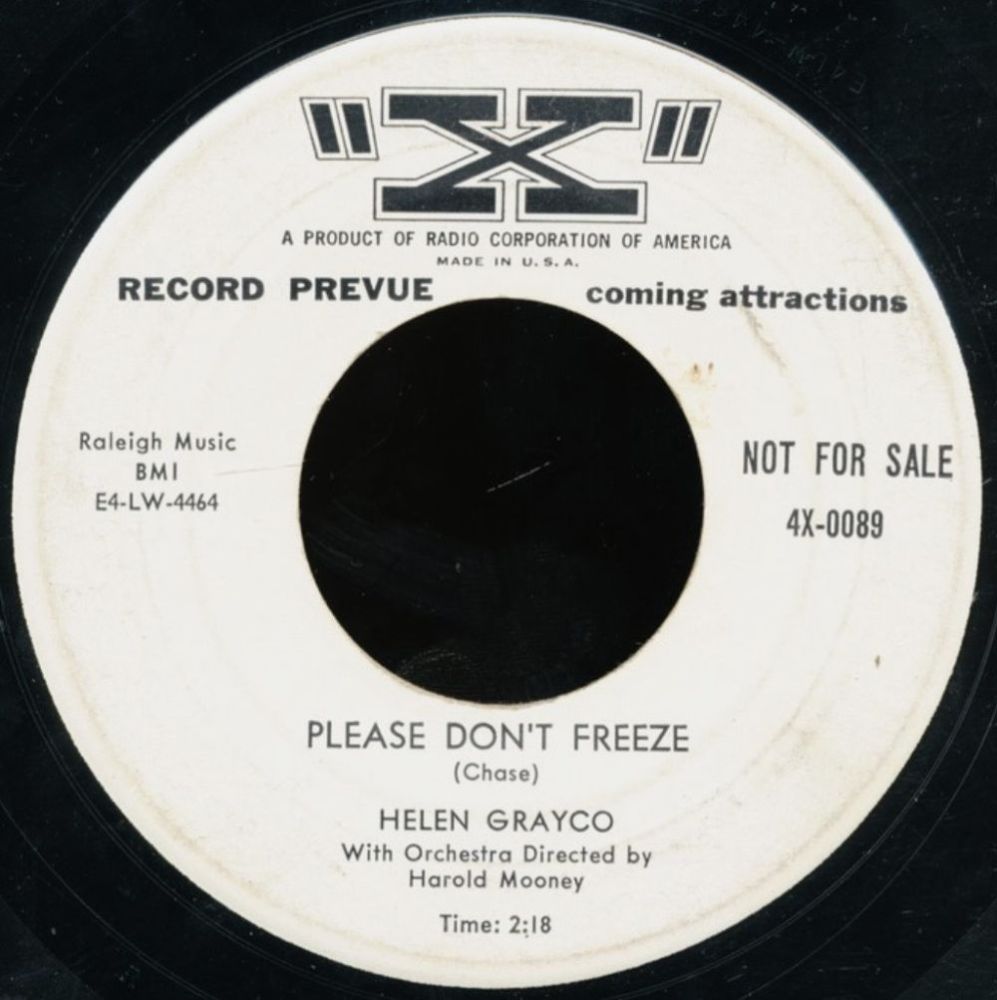 "X"
A PRODUCT OF RADIO CORPORATION OF AMERICA
MADE IN U.S.A.
RECORD PREVUE coming attractions
Raleigh Music
BMI
E4-LW-4464
NOT FOR SALE
4X-0089
PLEASE DON'T FREEZE
(Chase)
HELEN GRAYCO
With Orchestra Directed by
Harold Mooney
Time: 2:18